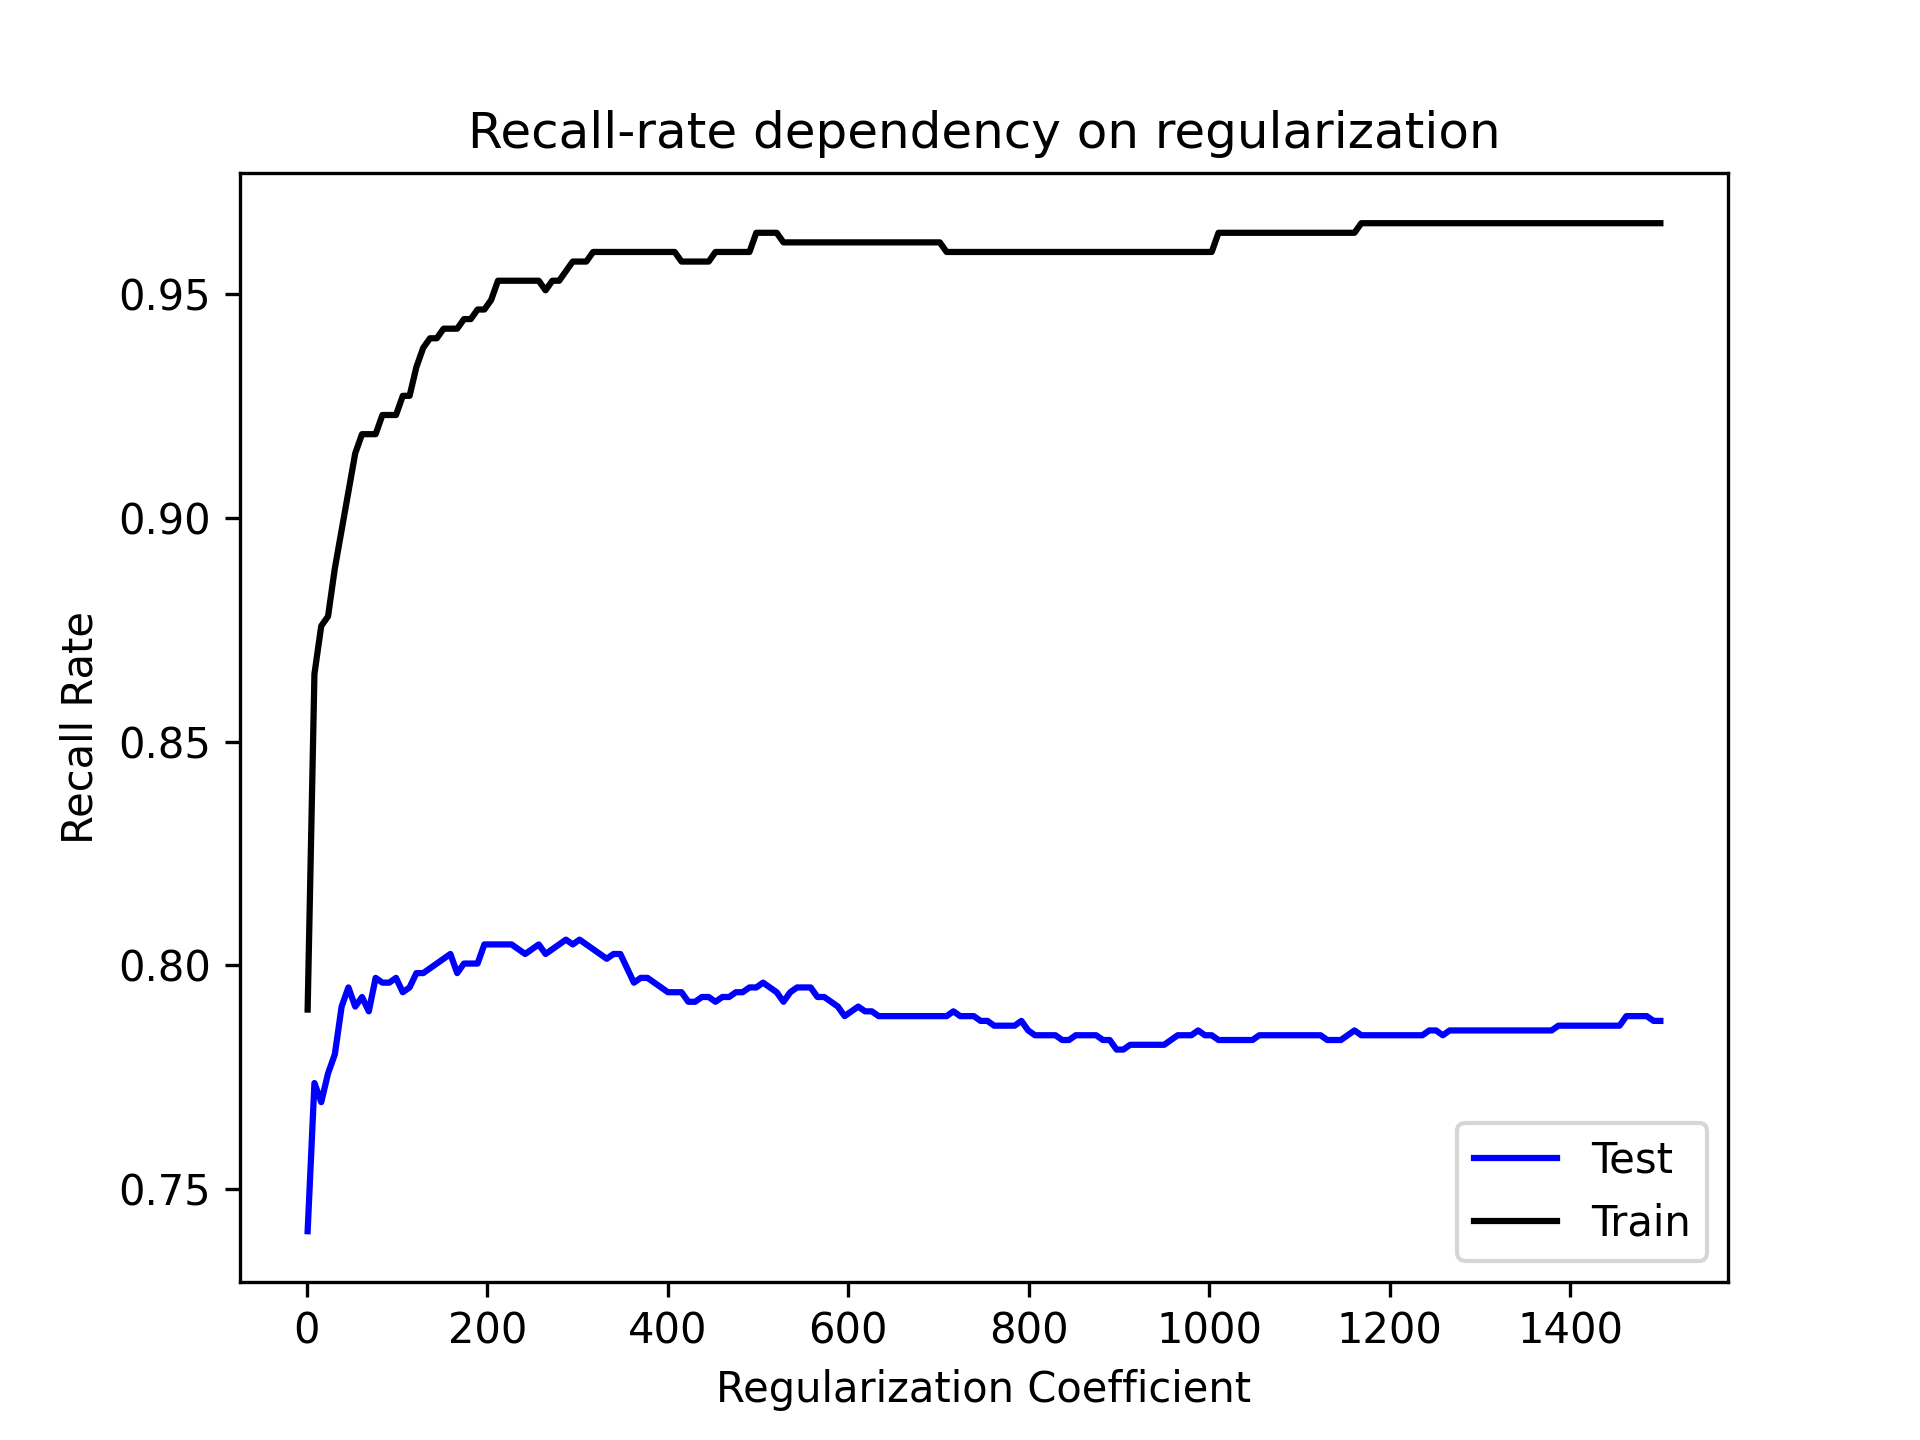 Recall-rate dependency on regularization
Recall Rate
0.95
0.90
0.85
0.80
0.75
Test
Train
0 200 400 600 800 1000 1200 1400
Regularization Coefficient